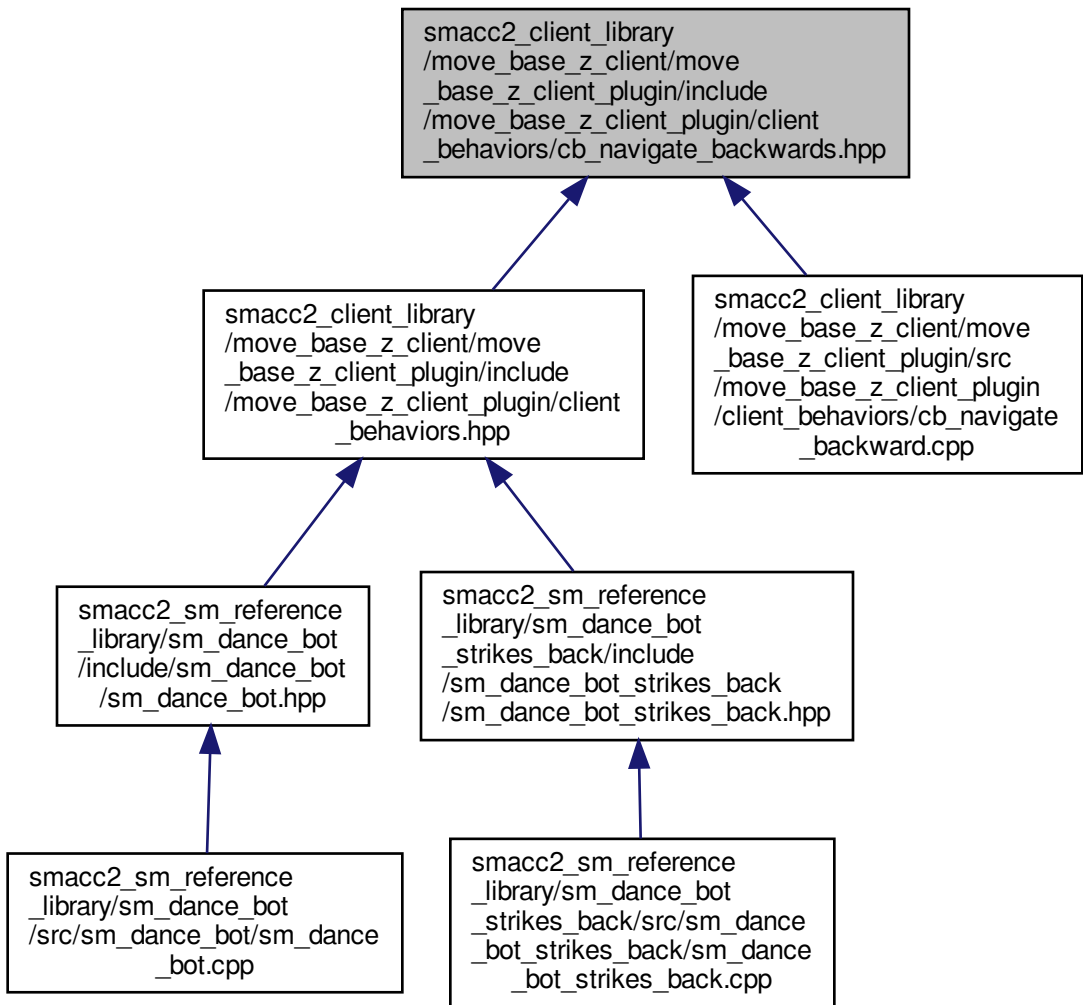 smacc2_client_library
/move_base_z_client/move
_base_z_client_plugin/include
/move_base_z_client_plugin/client
_behaviors/cb_navigate_backwards.hpp
smacc2_client_library
/move_base_z_client/move
_base_z_client_plugin/include
/move_base_z_client_plugin/client
_behaviors.hpp
smacc2_client_library
/move_base_z_client/move
_base_z_client_plugin/src
/move_base_z_client_plugin
/client_behaviors/cb_navigate
_backward.cpp
smacc2_sm_reference
_library/sm_dance_bot
/include/sm_dance_bot
/sm_dance_bot.hpp
smacc2_sm_reference
_library/sm_dance_bot
_strikes_back/include
/sm_dance_bot_strikes_back
/sm_dance_bot_strikes_back.hpp
smacc2_sm_reference
_library/sm_dance_bot
/src/sm_dance_bot/sm_dance
_bot.cpp
smacc2_sm_reference
_library/sm_dance_bot
_strikes_back/src/sm_dance
_bot_strikes_back/sm_dance
_bot_strikes_back.cpp